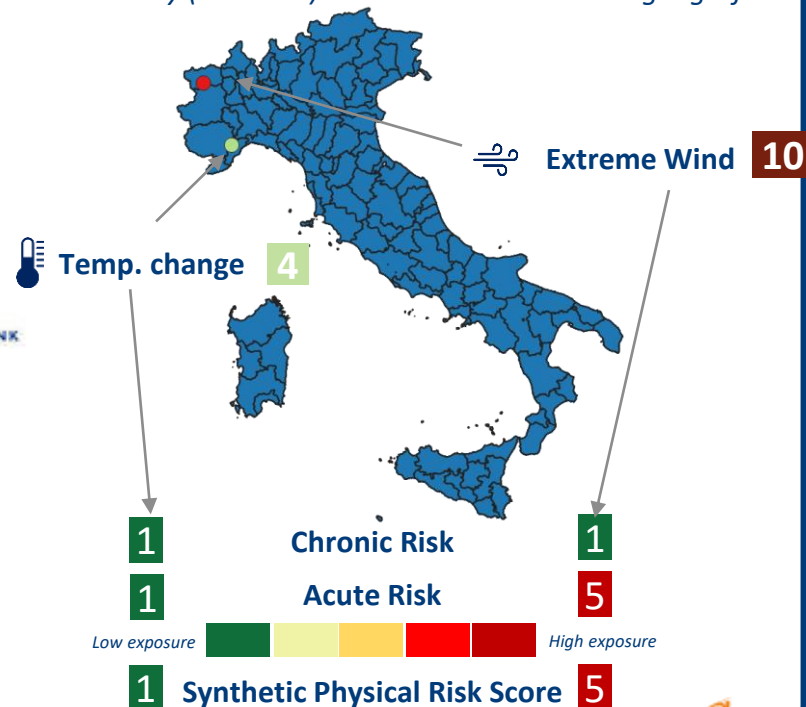 Extreme Wind 10
Temp. change 4
NK
1 Chronic Risk 1
1 Acute Risk 5
Low exposure High exposure
1 Synthetic Physical Risk Score 5